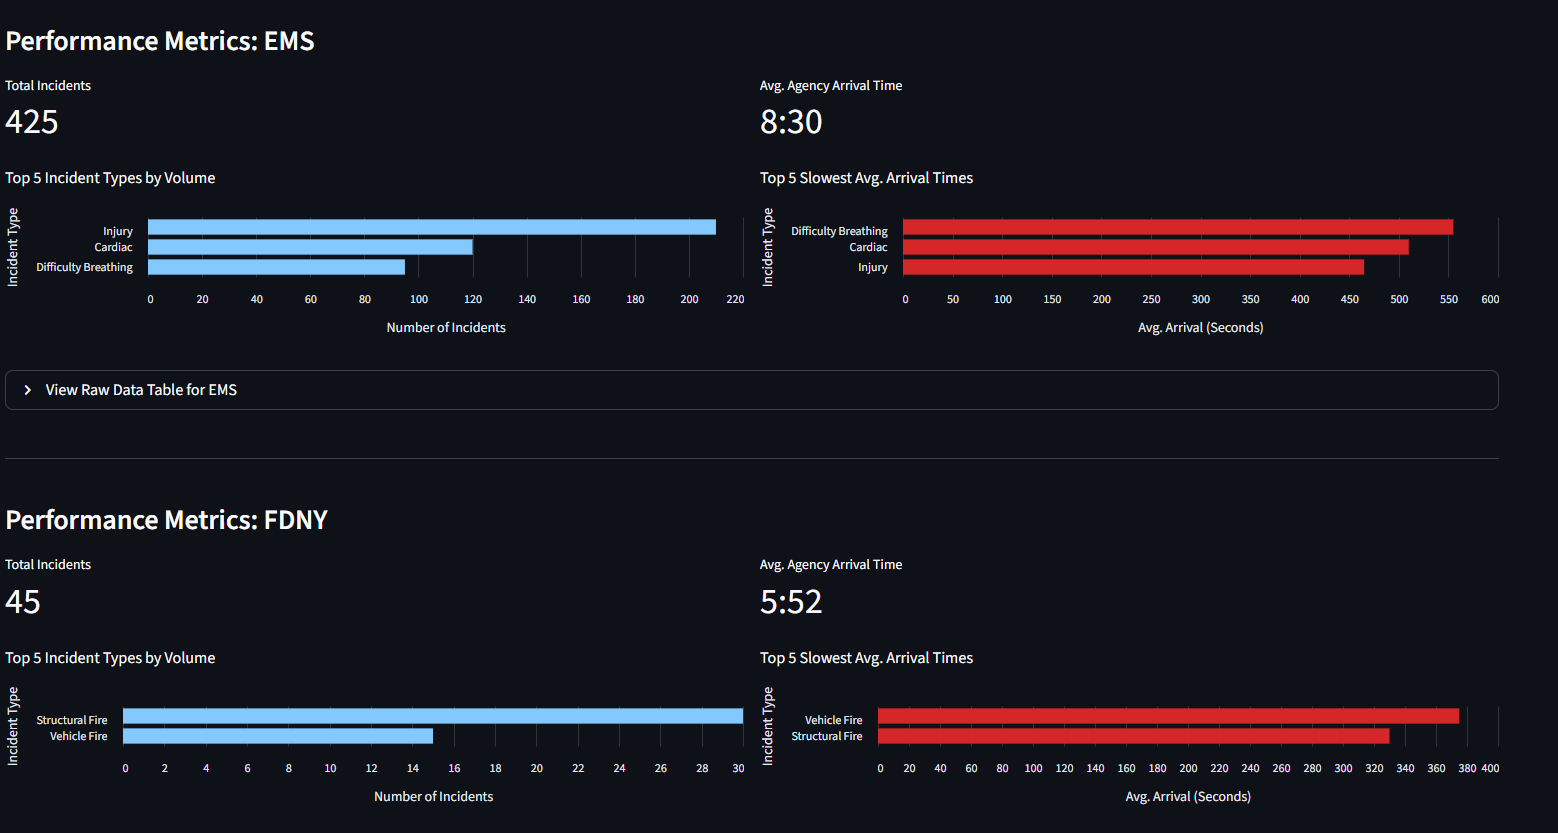 Performance Metrics: EMS
Total Incidents
425
Avg. Agency Arrival Time
8:30
Top 5 Incident Types by Volume
Incident Type
Injury
Cardiac
Difficulty Breathing
0 20 40 60 80 100 120 140 160 180 200 220
Number of Incidents
Top 5 Slowest Avg. Arrival Times
Incident Type
Difficulty Breathing
Cardiac
Injury
0 50 100 150 200 250 300 350 400 450 500 550 600
Avg. Arrival (Seconds)
View Raw Data Table for EMS
Performance Metrics: FDNY
Total Incidents
45
Avg. Agency Arrival Time
5:52
Top 5 Incident Types by Volume
Incident Type
Structural Fire
Vehicle Fire
0 2 4 6 8 10 12 14 16 18 20 22 24 26 28 30
Number of Incidents
Top 5 Slowest Avg. Arrival Times
Incident Type
Vehicle Fire
Structural Fire
0 20 40 60 80 100 120 140 160 180 200 220 240 260 280 300 320 340 360 380 400
Avg. Arrival (Seconds)